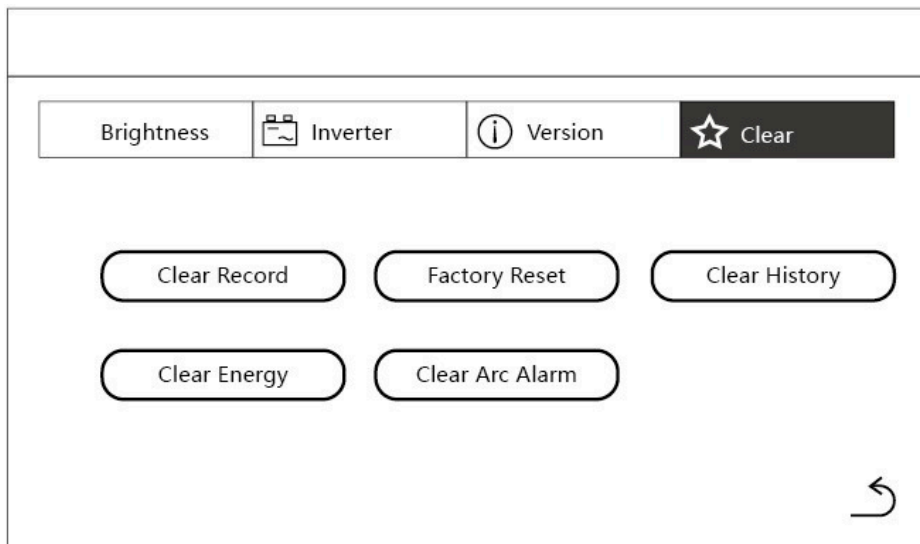 Brightness Inverter Version Clear
Clear Record Factory Reset Clear History
Clear Energy Clear Arc Alarm